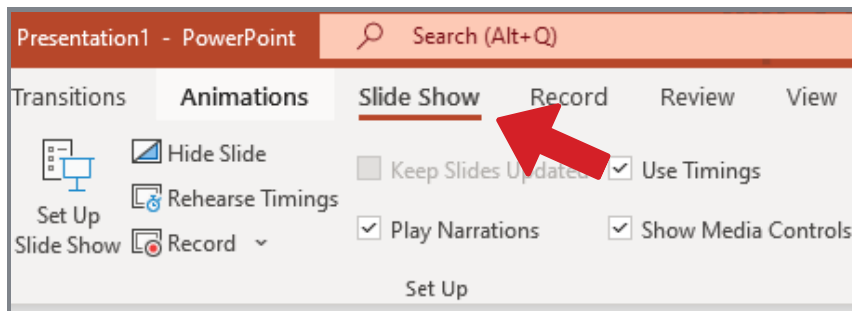 Presentation1 - PowerPoint
Search (Alt+Q)
Transitions Animations Slide Show Record Review View
Set Up
Slide Show
Hide Slide
Rehearse Timings
Record
Keep Slides Updated
Play Narrations
Use Timings
Show Media Controls
Set Up